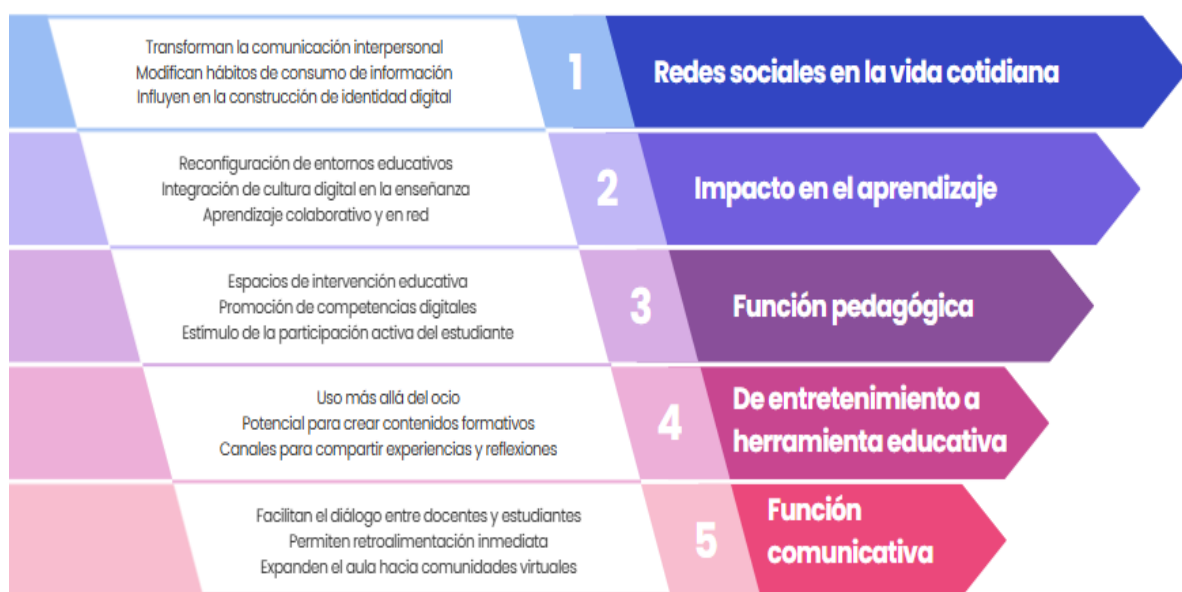 Transforman la comunicación interpersonal
Modifican hábitos de consumo de información
Influyen en la construcción de identidad digital
1
Redes sociales en la vida cotidiana
Reconfiguración de entornos educativos
Integración de cultura digital en la enseñanza
Aprendizaje colaborativo y en red
2
Impacto en el aprendizaje
Espacios de intervención educativa
Promoción de competencias digitales
Estímulo de la participación activa del estudiante
3
Función pedagógica
Uso más allá del ocio
Potencial para crear contenidos formativos
Canales para compartir experiencias y reflexiones
4
De entretenimiento a
herramienta educativa
Facilitan el diálogo entre docentes y estudiantes
Permiten retroalimentación inmediata
Expanden el aula hacia comunidades virtuales
5
Función
comunicativa